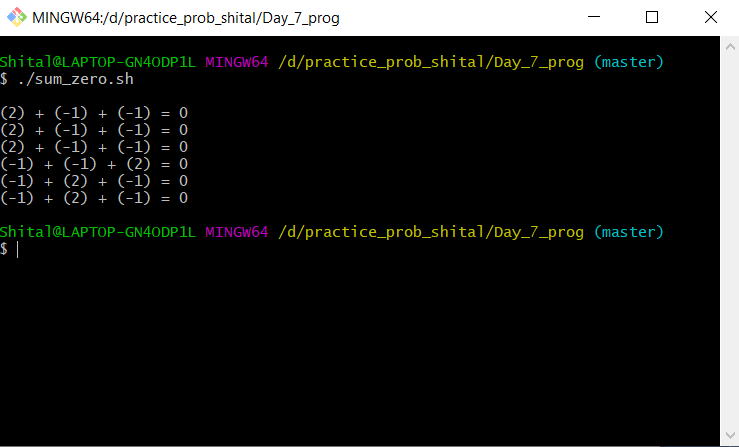 MINGW64:/d/practice_prob_shital/Day_7_prog
Shital@LAPTOP-GN4ODP1L MINGW64 /d/practice_prob_shital/Day_7_prog (master)
$ ./sum_zero.sh
(2) + (-1) + (-1) = 0
(2) + (-1) + (-1) = 0
(2) + (-1) + (-1) = 0
(-1) + (-1) + (2) = 0
(-1) + (2) + (-1) = 0
(-1) + (2) + (-1) = 0
Shital@LAPTOP-GN4ODP1L MINGW64 /d/practice_prob_shital/Day_7_prog (master)
$